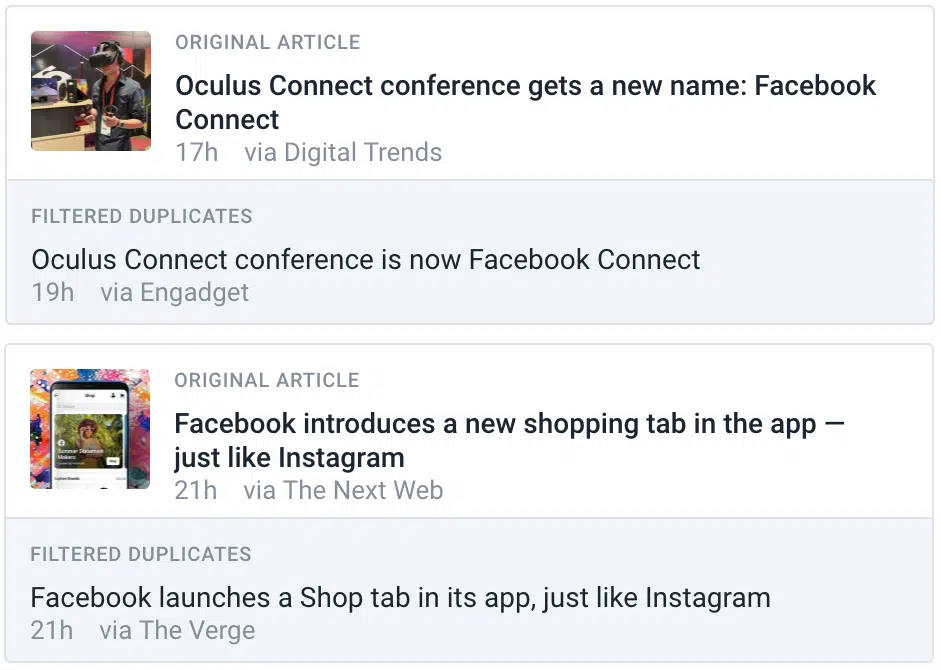 ORIGINAL ARTICLE
Oculus Connect conference gets a new name: Facebook
Connect
17h via Digital Trends
FILTERED DUPLICATES
Oculus Connect conference is now Facebook Connect
19h via Engadget
ORIGINAL ARTICLE
Facebook introduces a new shopping tab in the app —
just like Instagram
21h via The Next Web
Shop
FILTERED DUPLICATES
Facebook launches a Shop tab in its app, just like Instagram
21h via The Verge